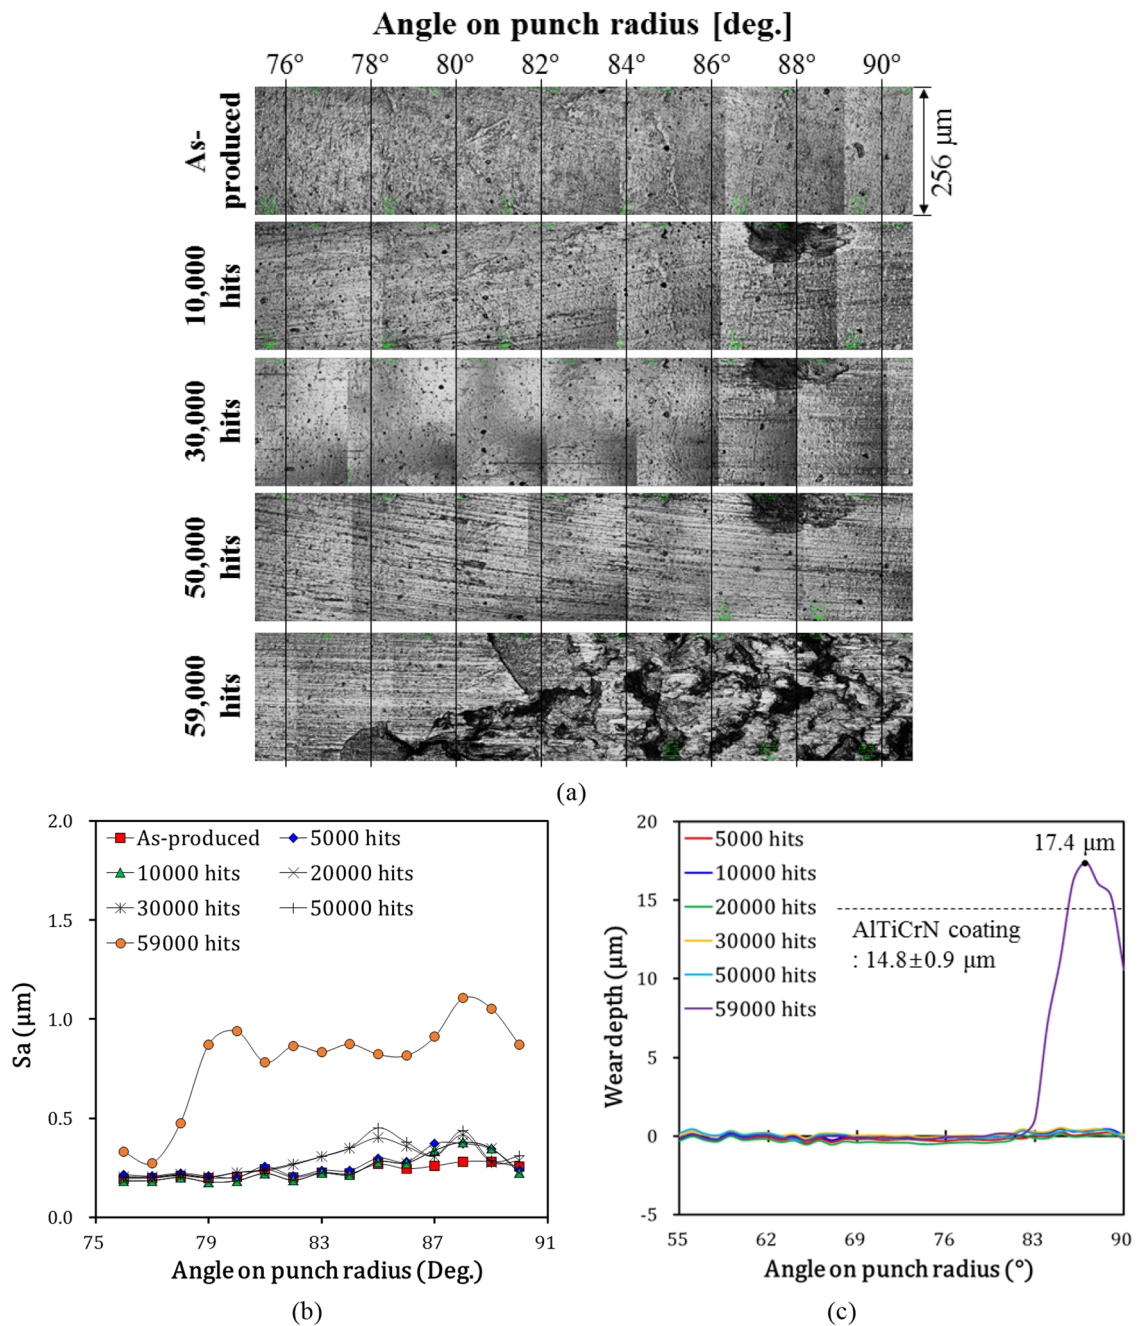 Angle on punch radius [deg.]
76° 78° 80° 82° 84° 86° 88° 90°
As-
produced
256 μm
10,000
hits
30,000
hits
50,000
hits
59,000
hits
(a)
2.0
1.5
1.0
0.5
0.0
Sa (μm)
As-produced
5000 hits
10000 hits
20000 hits
30000 hits
50000 hits
59000 hits
75 79 83 87 91
Angle on punch radius (Deg.)
(b)
20
15
10
5
0
-5
Wear depth (μm)
5000 hits
10000 hits
20000 hits
30000 hits
50000 hits
59000 hits
17.4 μm
AlTiCrN coating
: 14.8±0.9 μm
55 62 69 76 83 90
Angle on punch radius (°)
(c)